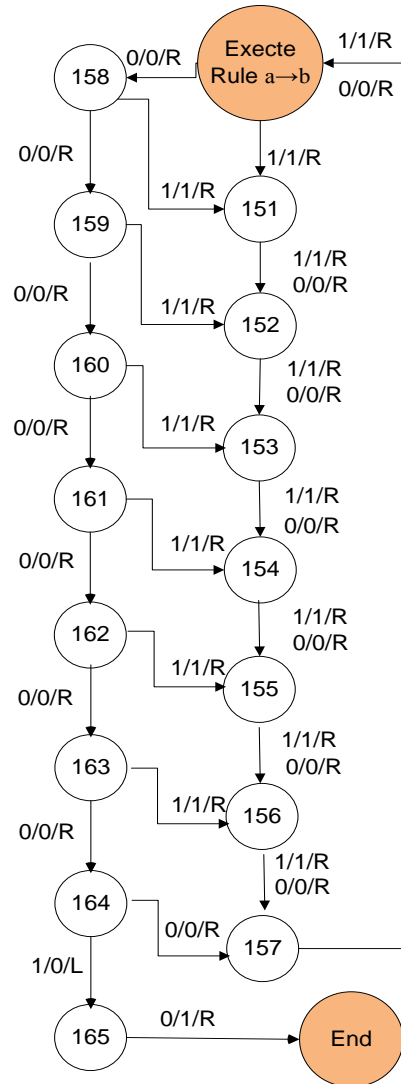 Execte
Rule a→b
1/1/R
0/0/R
0/0/R
158
1/1/R
0/0/R
1/1/R
151
159
1/1/R
0/0/R
1/1/R
152
0/0/R
160
1/1/R
0/0/R
1/1/R
153
0/0/R
161
1/1/R
0/0/R
1/1/R
154
0/0/R
162
1/1/R
0/0/R
1/1/R
155
0/0/R
163
1/1/R
0/0/R
1/1/R
156
0/0/R
164
1/1/R
0/0/R
0/0/R
157
1/0/L
165
0/1/R
End